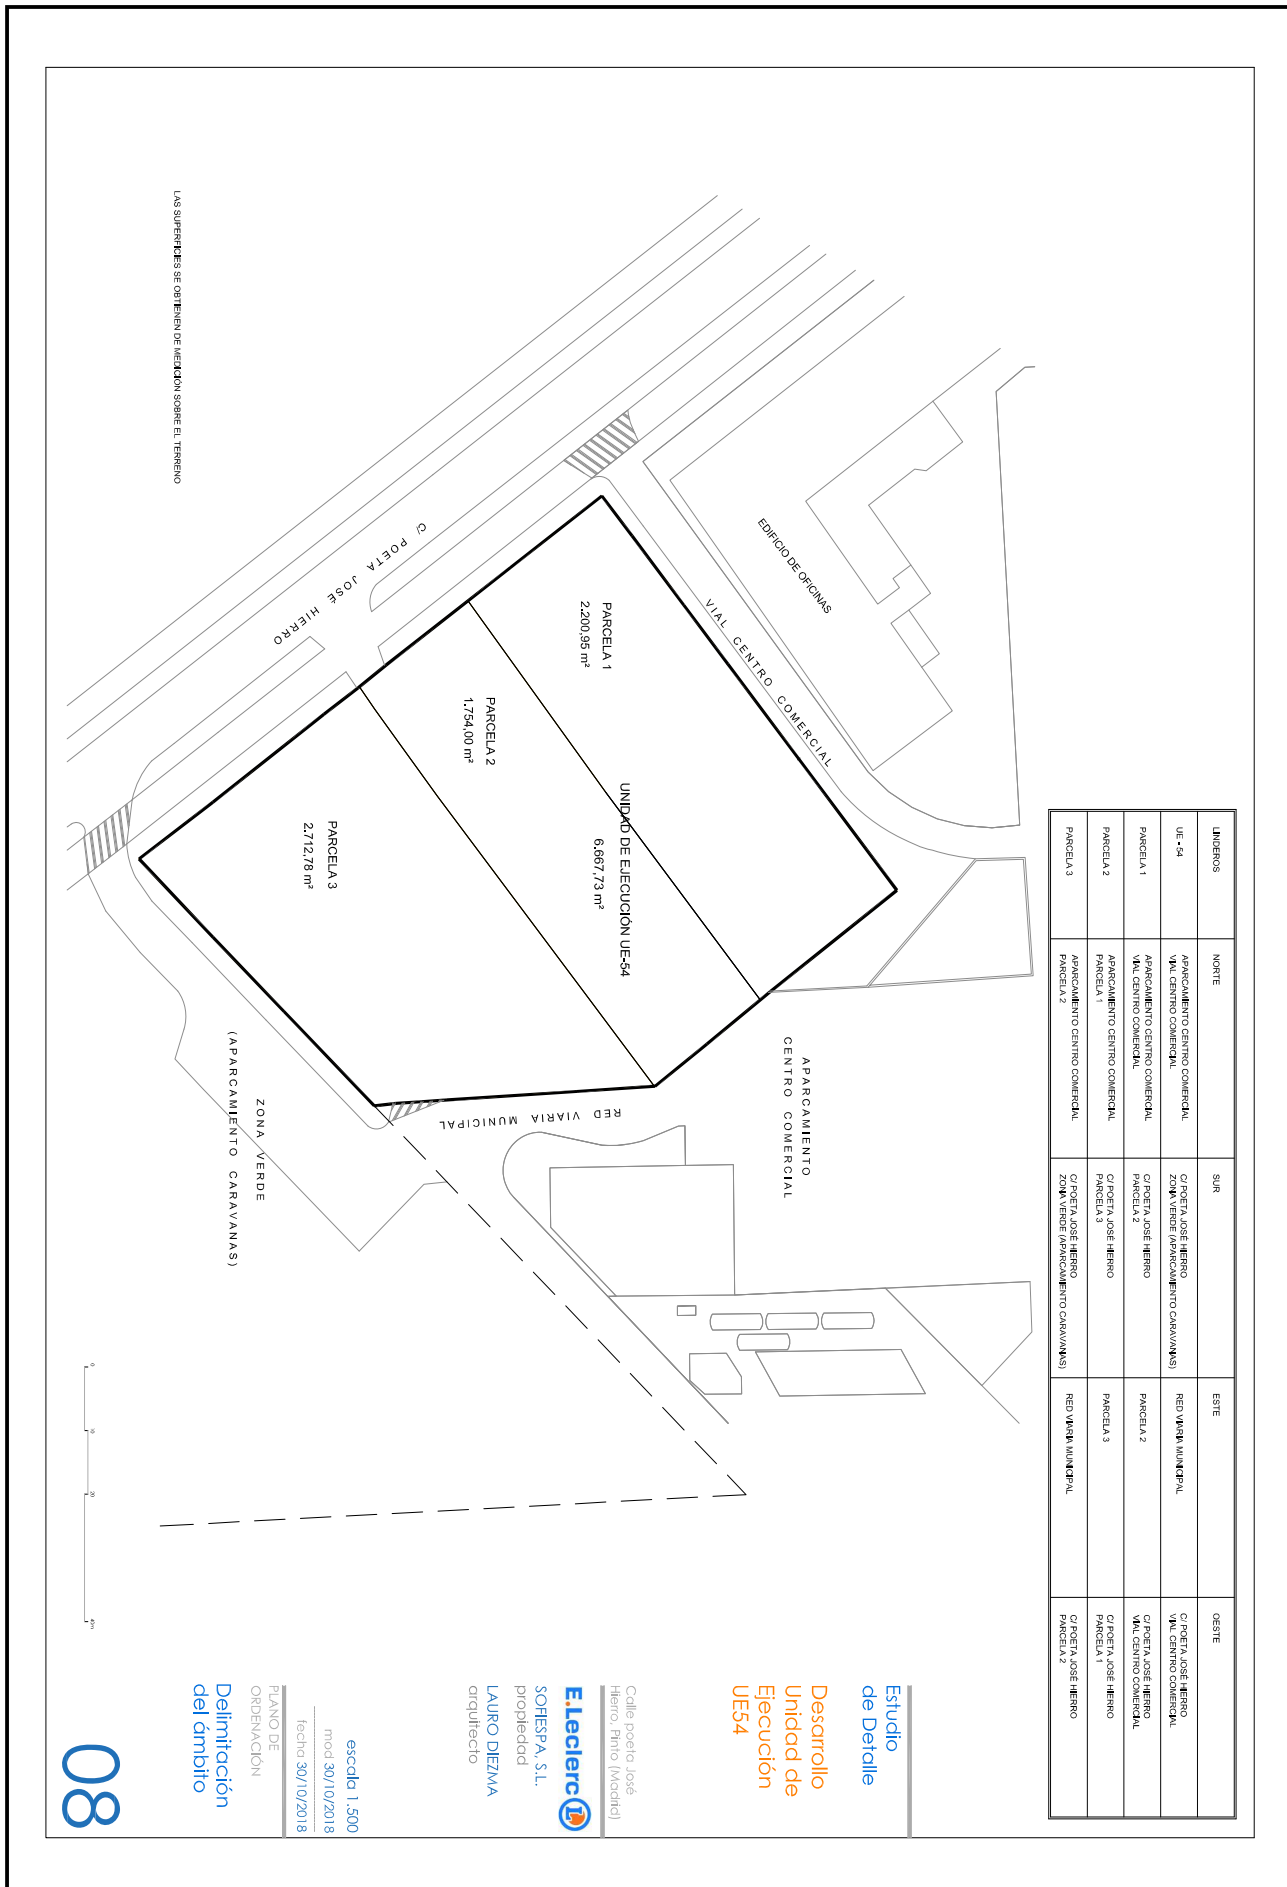 LINDEROS
NORTE
SUR
ESTE
OESTE
UE - 54
APARCAMIENTO CENTRO COMERCIAL
VIAL CENTRO COMERCIAL
C/ POETA JOSÉ HIERRO
ZONA VERDE (APARCAMIENTO CARAVANAS)
RED VIARIA MUNICIPAL
C/ POETA JOSÉ HIERRO
VIAL CENTRO COMERCIAL
PARCELA 1
APARCAMIENTO CENTRO COMERCIAL
VIAL CENTRO COMERCIAL
C/ POETA JOSÉ HIERRO
PARCELA 2
PARCELA 2
C/ POETA JOSÉ HIERRO
VIAL CENTRO COMERCIAL
PARCELA 2
APARCAMIENTO CENTRO COMERCIAL
PARCELA 1
C/ POETA JOSÉ HIERRO
PARCELA 3
PARCELA 3
C/ POETA JOSÉ HIERRO
PARCELA 1
PARCELA 3
APARCAMIENTO CENTRO COMERCIAL
PARCELA 2
C/ POETA JOSÉ HIERRO
ZONA VERDE (APARCAMIENTO CARAVANAS)
RED VIARIA MUNICIPAL
C/ POETA JOSÉ HIERRO
PARCELA 2
EDIFICIO DE OFICINAS
VIAL CENTRO COMERCIAL
APARCAMIENTO
CENTRO COMERCIAL
PARCELA 1
2.200,95 m²
UNIDAD DE EJECUCIÓN UE-54
6.667,73 m²
PARCELA 2
1.754,00 m²
PARCELA 3
2.712,78 m²
RED VIARIA MUNICIPAL
C/ POETA JOSÉ HIERRO
ZONA VERDE
(APARCAMIENTO CARAVANAS)
LAS SUPERFICIES SE OBTIENEN DE MEDICIÓN SOBRE EL TERRENO
0
10
20
40m
Estudio
de Detalle
Desarrollo
Unidad de
Ejecución
UE54
Calle poeta José
Hierro, Pinto (Madrid)
E.Leclerc L
SOFIESPA, S.L.
propiedad
LAURO DIEZMA
arquitecto
escala 1.500
mod 30/10/2018
fecha 30/10/2018
PLANO DE
ORDENACIÓN
Delimitación
del ámbito
08